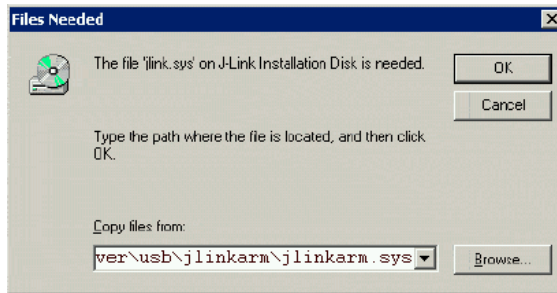 Files Needed
The file 'jlink.sys' on J-Link Installation Disk is needed.
OK
Cancel
Type the path where the file is located, and then click
OK.
Copy files from:
ver\usb\jlinkarm\jlinkarm.sys
Browse...